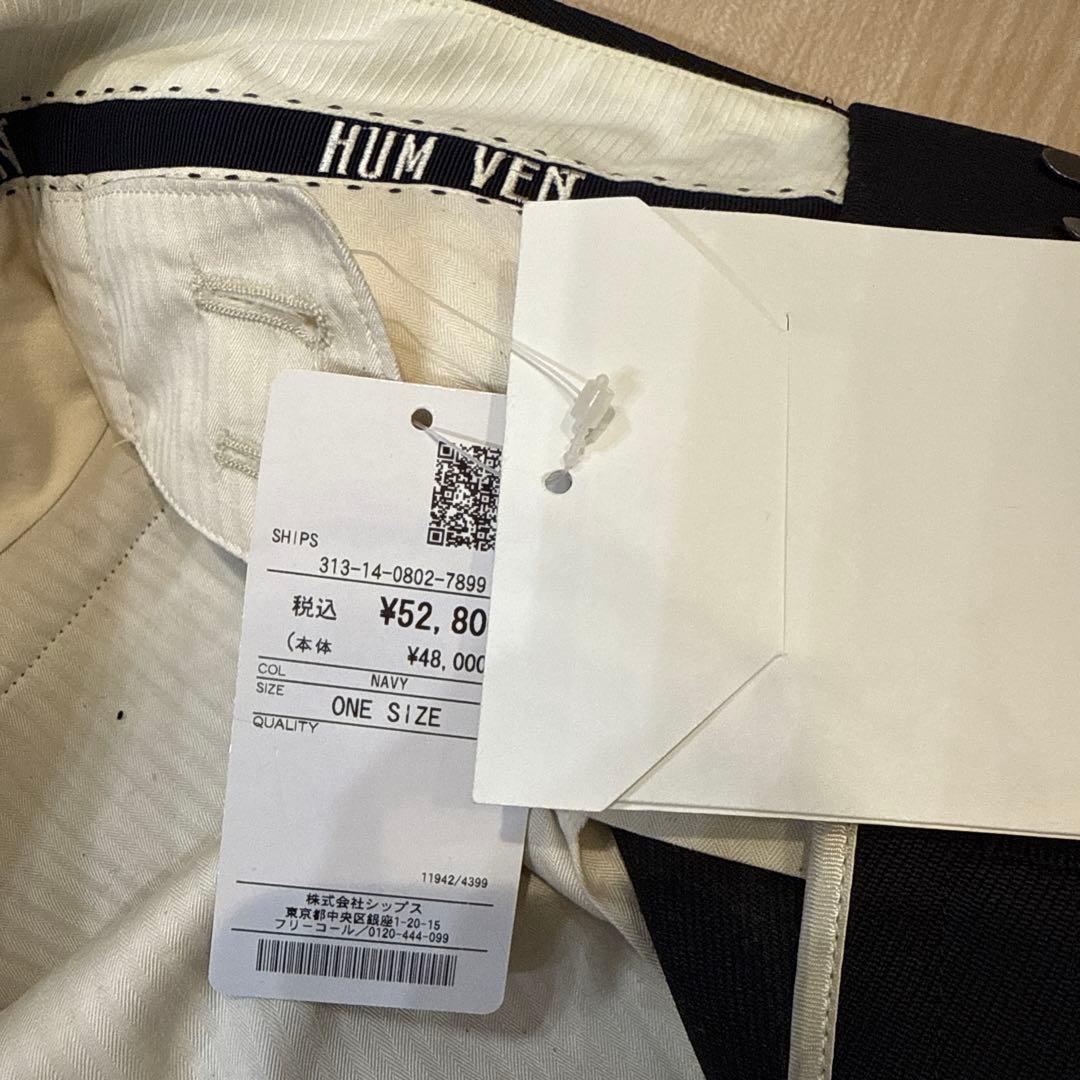 HUM VEN
SHIPS
313-14-0802-7899
税込 ¥52,80
(本体 ¥48,000
COL NAVY
SIZE ONE SIZE
QUALITY
11942/4399
株式会社シップス
東京都中央区銀座1-20-15
フリーコール/0120-444-099